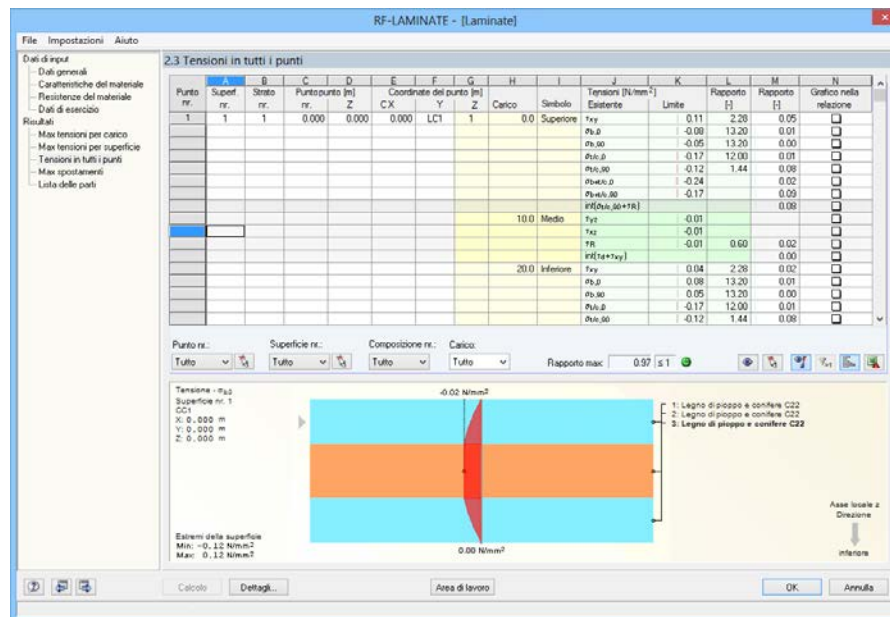 RF-LAMINATE - [Laminate]
File Impostazioni Aiuto
Dati di input
Dati generali
Caratteristiche del materiale
Resistenze del materiale
Dati di esercizio
Risultati
Max tensioni per carico
Max tensioni per superficie
Tensioni in tutti i punti
Max spostamenti
Lista delle parti
2.3 Tensioni in tutti i punti
A B C D E F G H I J K L M N
Punto Superf. Strato Punto punto [m] Coordinate del punto [m] Tensioni [N/mm²] Rapporto Rapporto Grafico nella
nr. nr. nr. nr. Z C X Y Z Carico Simbolo Esistente Limite [-] [-] relazione
1 1 1 0.000 0.000 0.000 LC1 1 0.0 Superiore τxy 0.11 2.28 0.05
σb,0 -0.08 13.20 0.01
σb,90 -0.05 13.20 0.00
σt/c,0 -0.17 12.00 0.01
σt/c,90 -0.12 1.44 0.08
σb+t/c,0 -0.24 0.02
σb+t/c,90 -0.17 0.09
int(σt/c,90+τR) 0.08
10.0 Medio τyz -0.01
τxz -0.01
τR -0.01 0.60 0.02
int(τd+τxy) 0.00
20.0 Inferiore τxy 0.04 2.28 0.02
σb,0 0.08 13.20 0.01
σb,90 0.05 13.20 0.00
σt/c,0 -0.17 12.00 0.01
σt/c,90 -0.12 1.44 0.08
Punto nr.: Superficie nr.: Composizione nr.: Carico:
Tutto Tutto Tutto Tutto Rapporto max: 0.97 ≤ 1
Tensione - σb,0
Superficie nr. 1
CC1
X: 0.000 m
Y: 0.000 m
Z: 0.000 m
-0.02 N/mm²
1: Legno di pioppo e conifere C22
2: Legno di pioppo e conifere C22
3: Legno di pioppo e conifere C22
Asse locale z
Direzione
inferiore
Estremi della superficie
Min: -0.12 N/mm²
Max: 0.12 N/mm²
0.00 N/mm²
Calcolo Dettagli... Area di lavoro OK Annulla